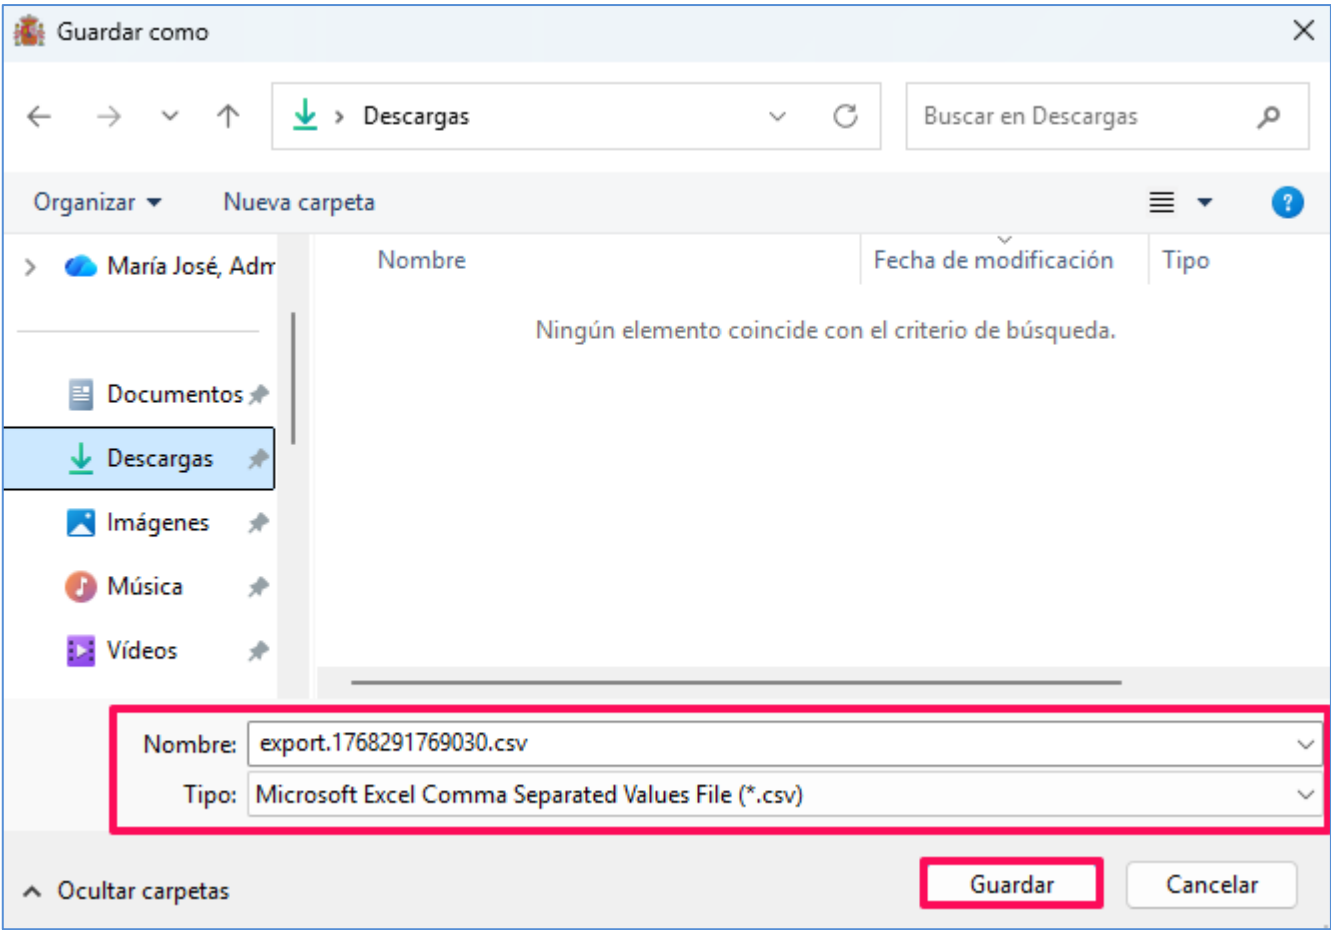 Guardar como
Descargas
Buscar en Descargas
Organizar
Nueva carpeta
?
María José, Adm
Nombre
Fecha de modificación
Tipo
Ningún elemento coincide con el criterio de búsqueda.
Documentos
Descargas
Imágenes
Música
Vídeos
Nombre: export.1768291769030.csv
Tipo: Microsoft Excel Comma Separated Values File (*.csv)
Ocultar carpetas
Guardar
Cancelar